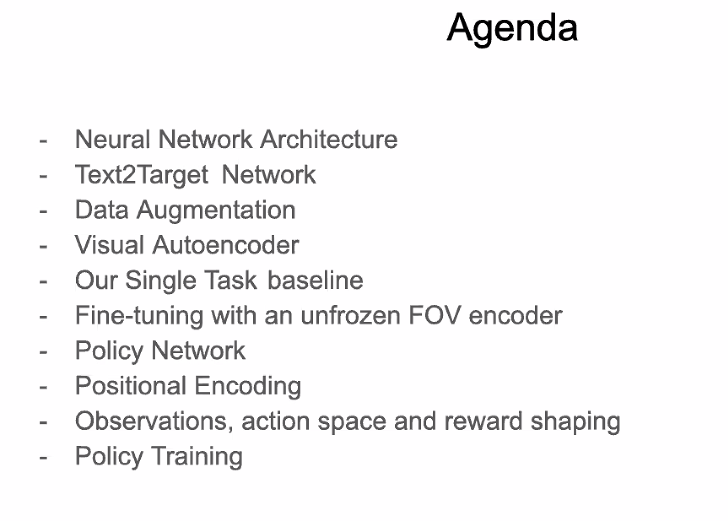 Agenda
- Neural Network Architecture
- Text2Target Network
- Data Augmentation
- Visual Autoencoder
- Our Single Task baseline
- Fine-tuning with an unfrozen FOV encoder
- Policy Network
- Positional Encoding
- Observations, action space and reward shaping
- Policy Training